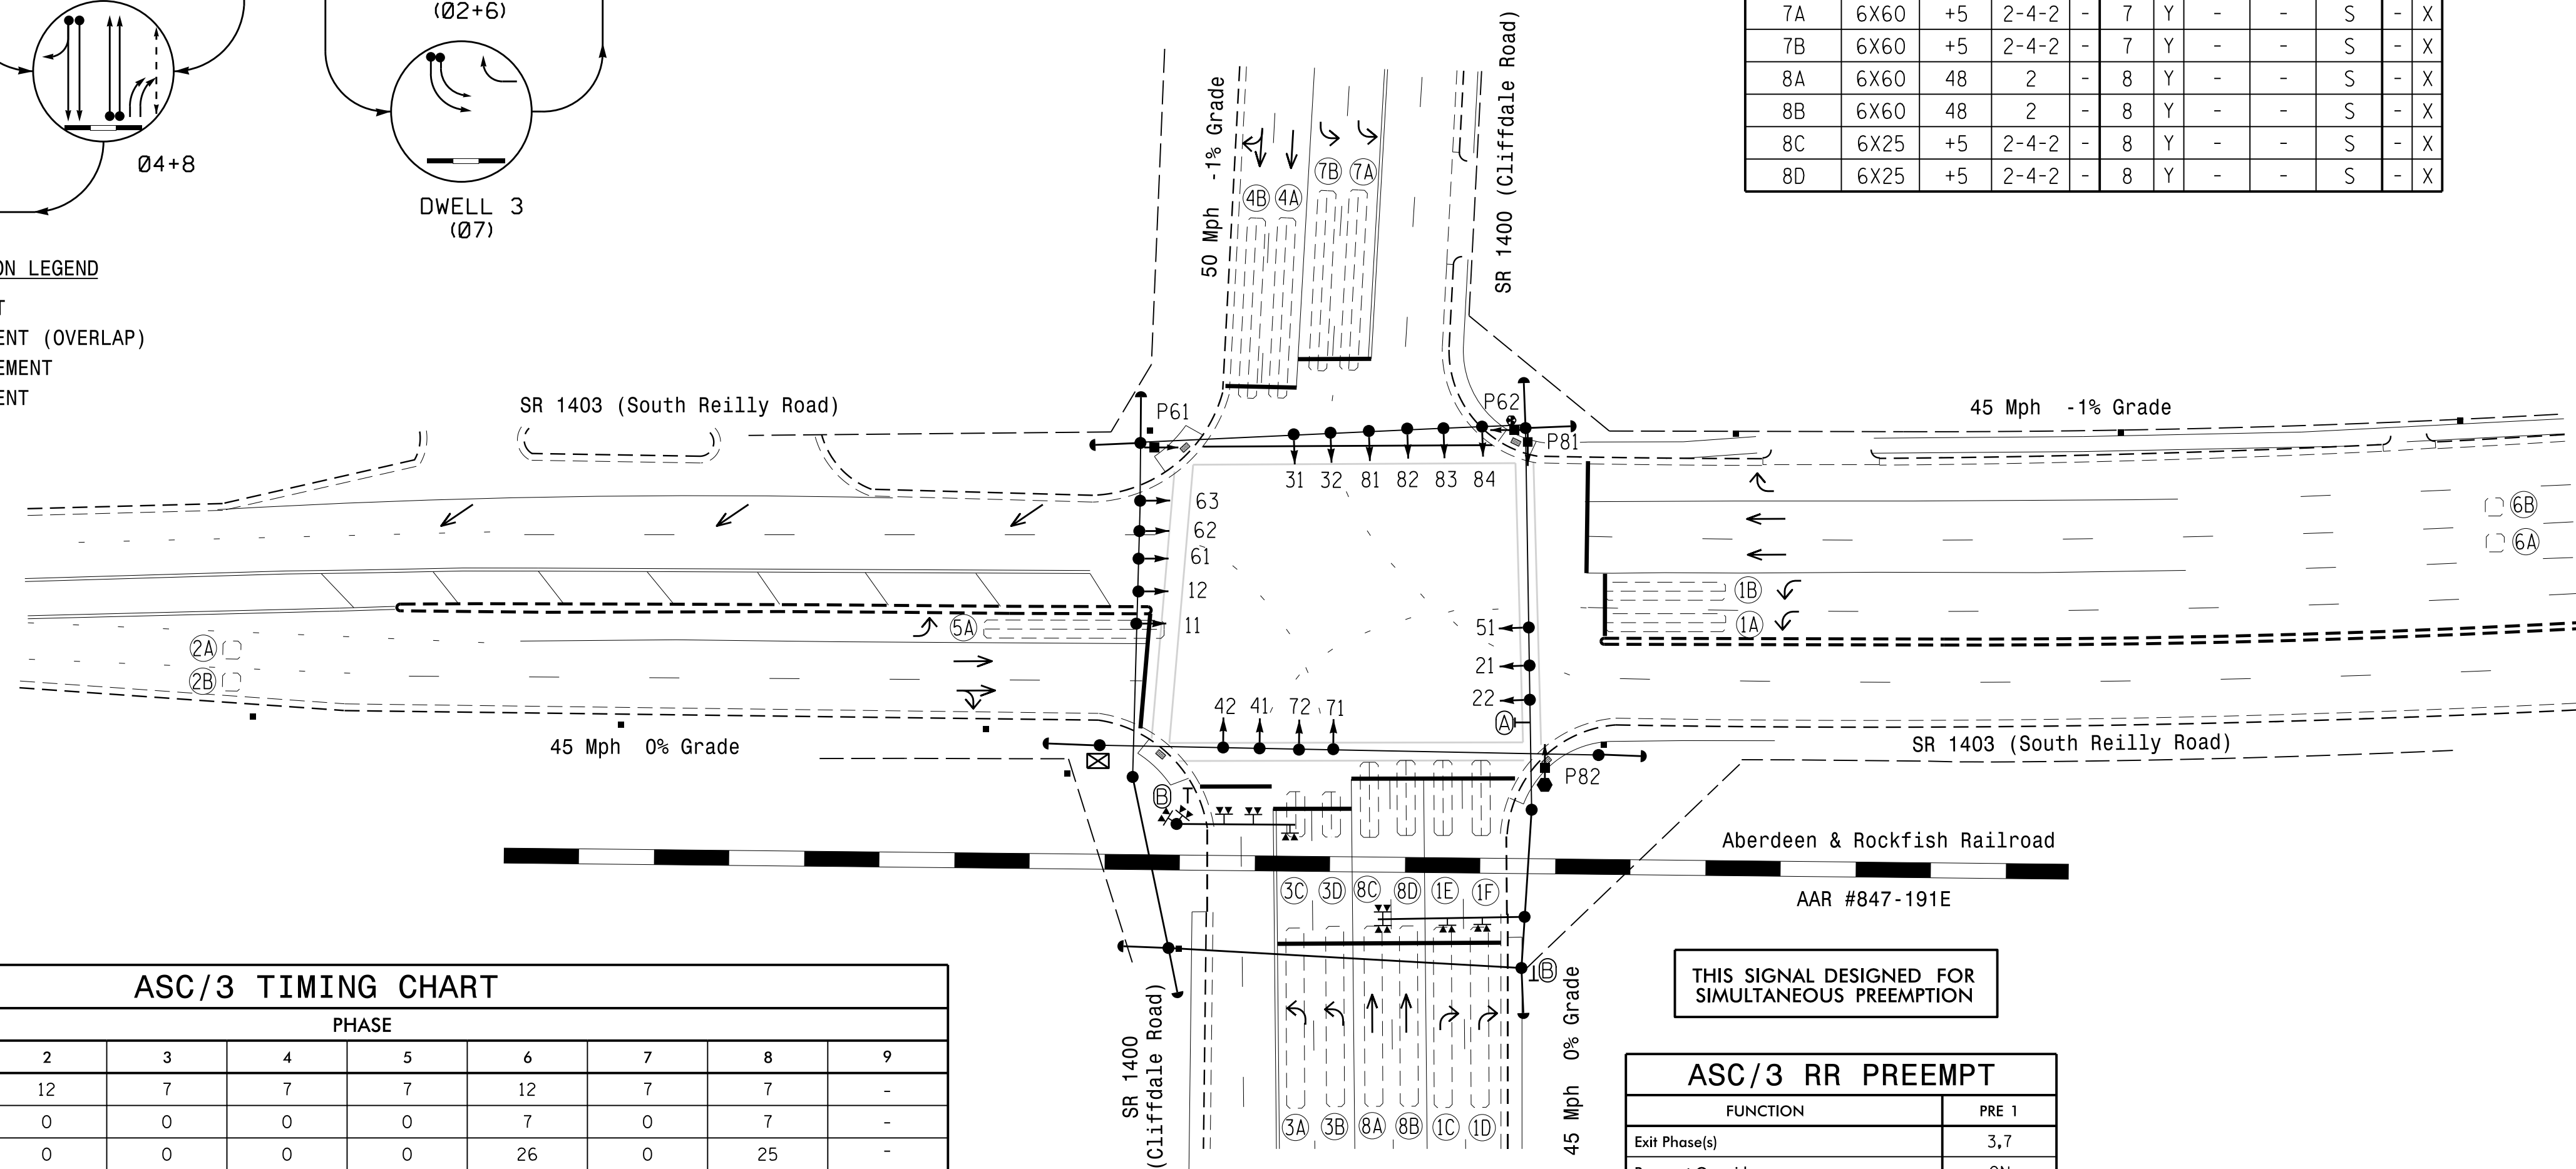 (Ø2+6)
Ø4+8
DWELL 3
(Ø7)
ON LEGEND
T
ENT (OVERLAP)
EMENT
ENT
7A 6X60 +5 2-4-2 - 7 Y - - S - X
7B 6X60 +5 2-4-2 - 7 Y - - S - X
8A 6X60 48 2 - 8 Y - - S - X
8B 6X60 48 2 - 8 Y - - S - X
8C 6X25 +5 2-4-2 - 8 Y - - S - X
8D 6X25 +5 2-4-2 - 8 Y - - S - X
50 Mph -1% Grade
SR 1400 (Cliffdale Road)
4B 4A 7B 7A
SR 1403 (South Reilly Road)
45 Mph -1% Grade
P61
P62
P81
31 32 81 82 83 84
63
62
61
12
11
6B
6A
1B
1A
5A
2A
2B
51
21
22
A
42 41 72 71
45 Mph 0% Grade
SR 1403 (South Reilly Road)
P82
B
Aberdeen & Rockfish Railroad
AAR #847-191E
3C 3D 8C 8D 1E 1F
B
3A 3B 8A 8B 1C 1D
SR 1400
(Cliffdale Road)
45 Mph 0% Grade
THIS SIGNAL DESIGNED FOR
SIMULTANEOUS PREEMPTION
ASC/3 TIMING CHART
PHASE
2 3 4 5 6 7 8 9
12 7 7 7 12 7 7 -
0 0 0 0 7 0 7 -
0 0 0 0 26 0 25 -
ASC/3 RR PREEMPT
FUNCTION PRE 1
Exit Phase(s) 3,7
ON